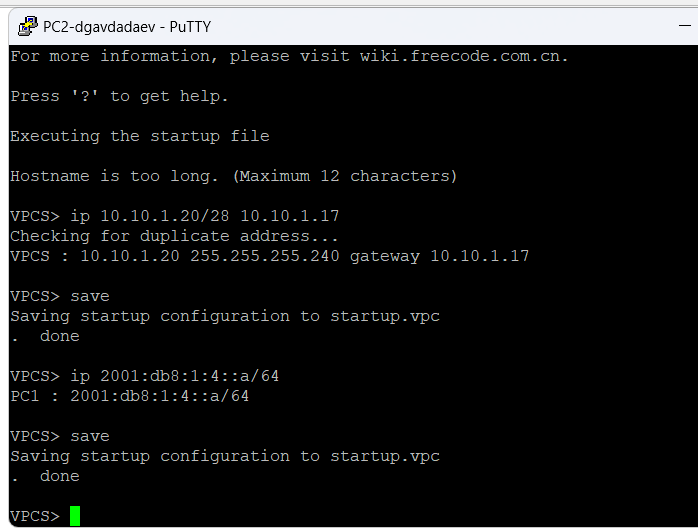 PC2-dgavdadaev - PuTTY
For more information, please visit wiki.freecode.com.cn.
Press '?' to get help.
Executing the startup file
Hostname is too long. (Maximum 12 characters)
VPCS> ip 10.10.1.20/28 10.10.1.17
Checking for duplicate address...
VPCS : 10.10.1.20 255.255.255.240 gateway 10.10.1.17
VPCS> save
Saving startup configuration to startup.vpc
.  done
VPCS> ip 2001:db8:1:4::a/64
PC1 : 2001:db8:1:4::a/64
VPCS> save
Saving startup configuration to startup.vpc
.  done
VPCS>